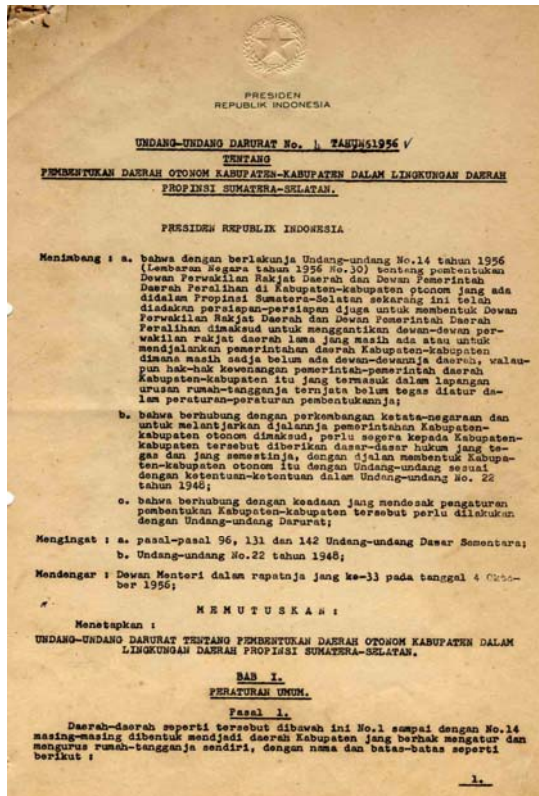 PRESIDEN
REPUBLIK INDONESIA
UNDANG-UNDANG DARURAT No. 4 TAHUN 1956
TENTANG
PEMBENTUKAN DAERAH OTONOM KABUPATEN-KABUPATEN DALAM LINGKUNGAN DAERAH
PROPINSI SUMATERA-SELATAN.
PRESIDEN REPUBLIK INDONESIA
Menimbang : a. bahwa dengan berlakunja Undang-undang No.14 tahun 1956
(Lembaran Negara tahun 1956 No.30) tentang pembentukan
Dewan Perwakilan Rakjat Daerah dan Dewan Pemerintah
Daerah Peralihan di Kabupaten-kabupaten otonom jang ada
didalam Propinsi Sumatera-Selatan sekarang ini telah
diadakan persiapan-persiapan djuga untuk membentuk Dewan
Perwakilan Rakjat Daerah dan Dewan Pemerintah Daerah
Peralihan dimaksud untuk menggantikan dewan-dewan per-
wakilan rakjat daerah lama jang masih ada atau untuk
mendjalankan pemerintahan daerah Kabupaten-kabupaten
dimana masih sadja belum ada dewan-dewannja daerah, walau-
pun hak-hak kewenangan pemerintah-pemerintah daerah
Kabupaten-kabupaten itu jang termasuk dalam lapangan
urusan rumah-tangganja ternjata belum tegas diatur da-
lam peraturan-peraturan pembentukannja;
b. bahwa berhubung dengan perkembangan ketata-negaraan dan
untuk melantjarkan djalannja pemerintahan Kabupaten-
kabupaten otonom dimaksud, perlu segera kepada Kabupaten-
kabupaten tersebut diberikan dasar-dasar hukum jang te-
gas dan jang semestinja, dengan djalan membentuk Kabupa-
ten-kabupaten otonom itu dengan Undang-undang sesuai
dengan ketentuan-ketentuan dalam Undang-undang No. 22
tahun 1948;
c. bahwa berhubung dengan keadaan jang mendesak pengaturan
pembentukan Kabupaten-kabupaten tersebut perlu dilakukan
dengan Undang-undang Darurat;
Mengingat : a. pasal-pasal 96, 131 dan 142 Undang-undang Dasar Sementara;
b. Undang-undang No.22 tahun 1948;
Mendengar : Dewan Menteri dalam rapatnja jang ke-33 pada tanggal 4 Okto-
ber 1956;
M E M U T U S K A N :
Menetapkan :
UNDANG-UNDANG DARURAT TENTANG PEMBENTUKAN DAERAH OTONOM KABUPATEN DALAM
LINGKUNGAN DAERAH PROPINSI SUMATERA-SELATAN.
BAB I.
PERATURAN UMUM.
Pasal 1.
Daerah-daerah seperti tersebut dibawah ini No.1 sampai dengan No.14
masing-masing dibentuk mendjadi daerah Kabupaten jang berhak mengatur dan
mengurus rumah-tangganja sendiri, dengan nama dan batas-batas seperti
berikut :
1.